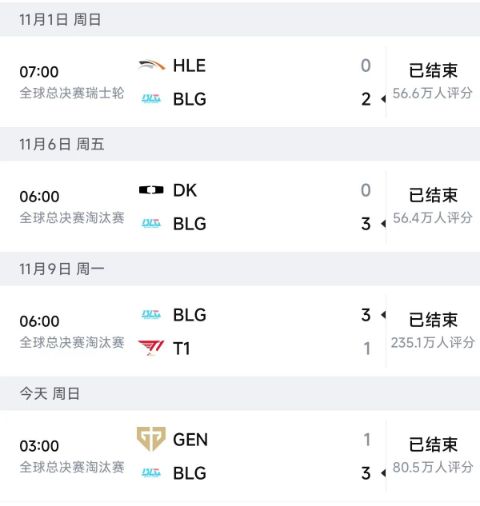 11月1日 周日
07:00
全球总决赛瑞士轮
HLE 0
BLG 2
已结束
56.6万人评分
11月6日 周五
06:00
全球总决赛淘汰赛
DK 0
BLG 3
已结束
56.4万人评分
11月9日 周一
06:00
全球总决赛淘汰赛
BLG 3
T1 1
已结束
235.1万人评分
今天 周日
03:00
全球总决赛淘汰赛
GEN 1
BLG 3
已结束
80.5万人评分